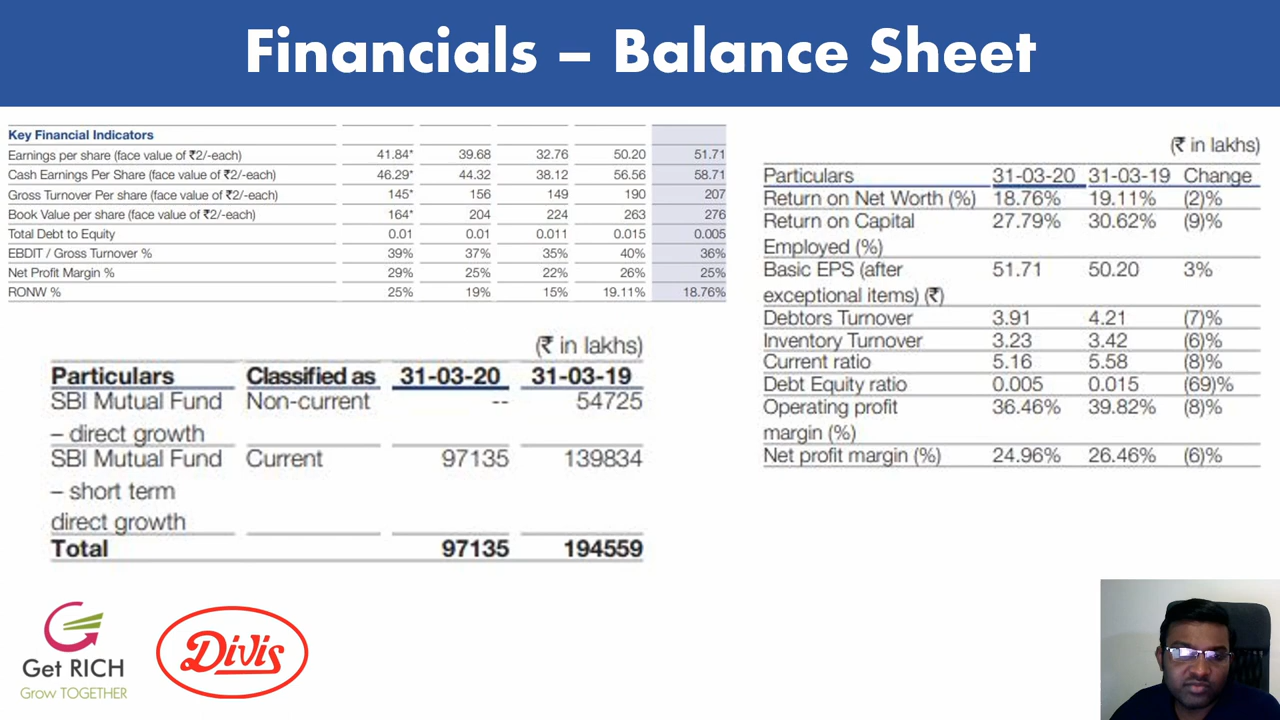 Financials – Balance Sheet
Key Financial Indicators
Earnings per share (face value of ₹2/-each) 41.84* 39.68 32.76 50.20 51.71
Cash Earnings Per Share (face value of ₹2/-each) 46.29* 44.32 38.12 56.56 58.71
Gross Turnover Per share (face value of ₹2/-each) 145* 156 149 190 207
Book Value per share (face value of ₹2/-each) 164* 204 224 263 276
Total Debt to Equity 0.01 0.01 0.011 0.015 0.005
EBDIT / Gross Turnover % 39% 37% 35% 40% 36%
Net Profit Margin % 29% 25% 22% 26% 25%
RONW % 25% 19% 15% 19.11% 18.76%
(₹ in lakhs)
Particulars Classified as 31-03-20 31-03-19
SBI Mutual Fund Non-current -- 54725
– direct growth
SBI Mutual Fund Current 97135 139834
– short term
direct growth
Total 97135 194559
(₹ in lakhs)
Particulars 31-03-20 31-03-19 Change
Return on Net Worth (%) 18.76% 19.11% (2)%
Return on Capital 27.79% 30.62% (9)%
Employed (%)
Basic EPS (after 51.71 50.20 3%
exceptional items) (₹)
Debtors Turnover 3.91 4.21 (7)%
Inventory Turnover 3.23 3.42 (6)%
Current ratio 5.16 5.58 (8)%
Debt Equity ratio 0.005 0.015 (69)%
Operating profit 36.46% 39.82% (8)%
margin (%)
Net profit margin (%) 24.96% 26.46% (6)%
Get RICH
Grow TOGETHER
Divis